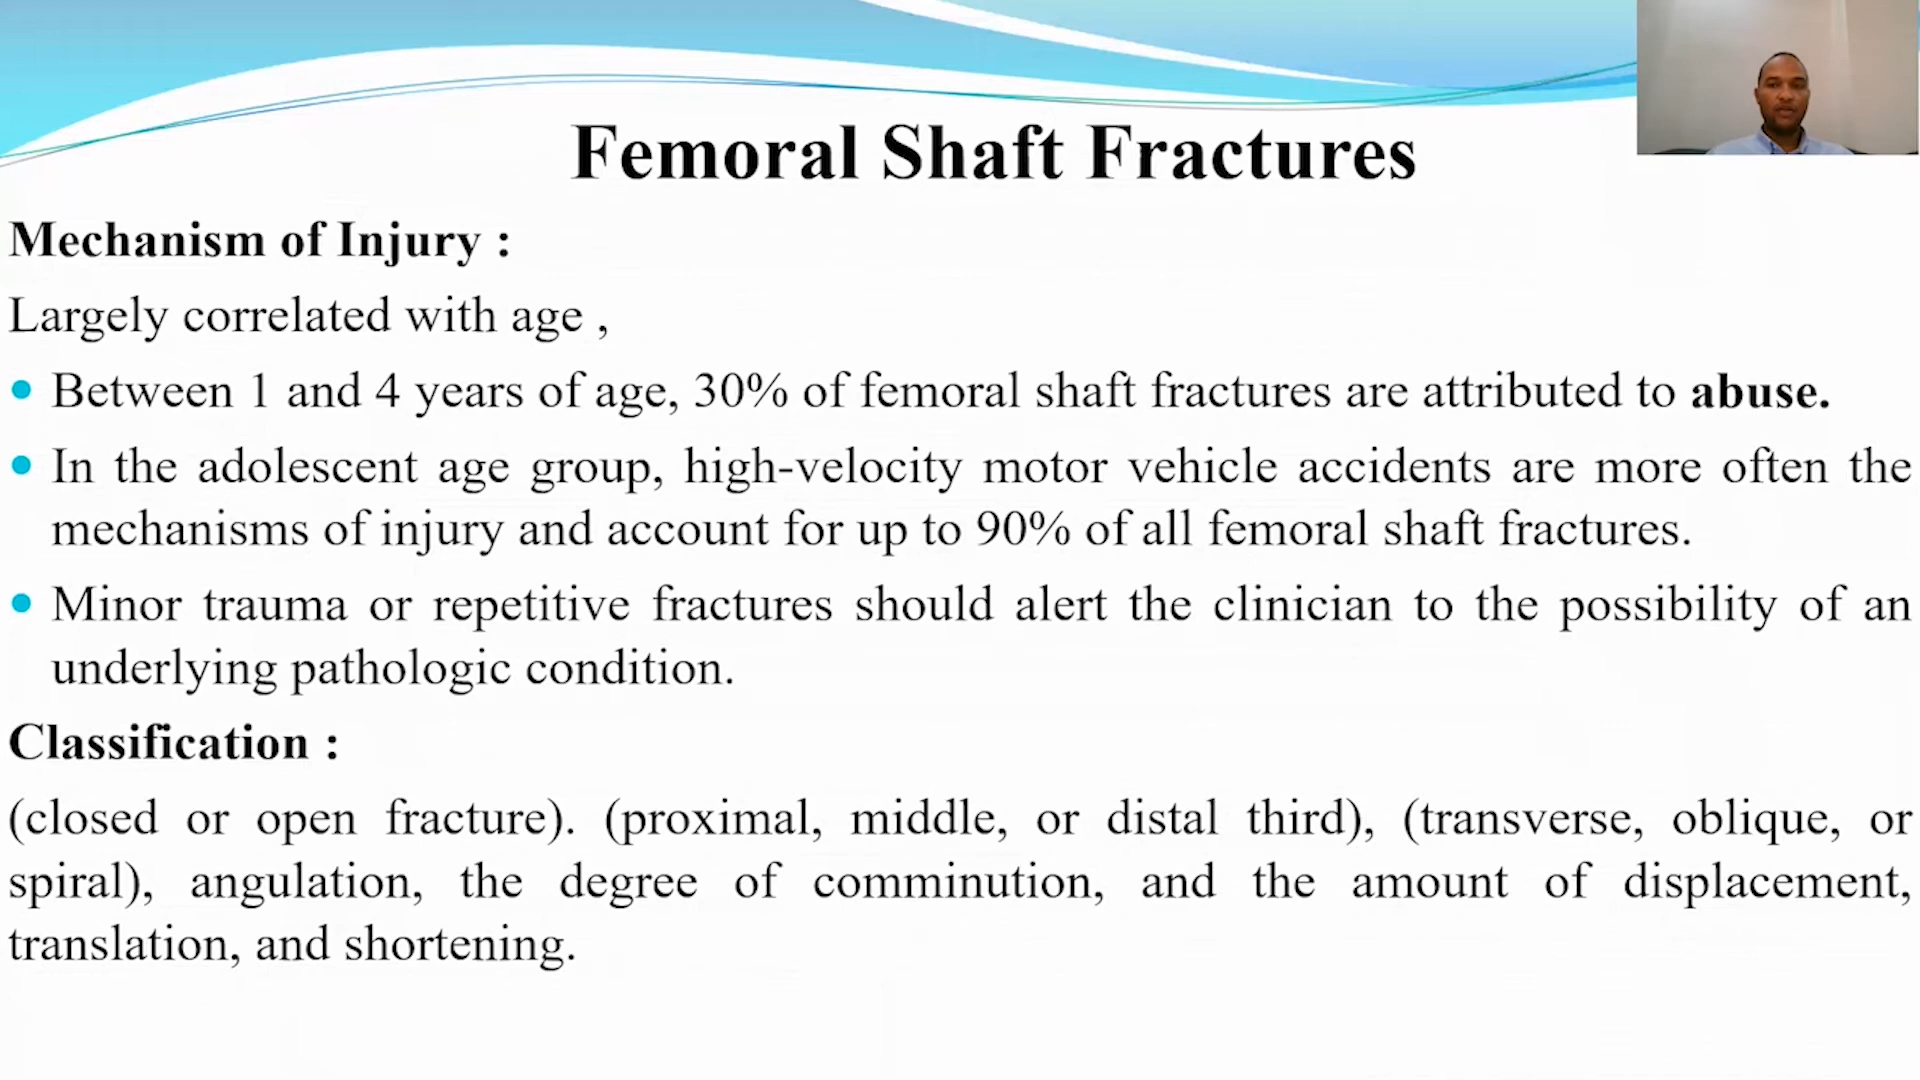 Femoral Shaft Fractures
Mechanism of Injury :
Largely correlated with age ,
• Between 1 and 4 years of age, 30% of femoral shaft fractures are attributed to abuse.
• In the adolescent age group, high-velocity motor vehicle accidents are more often the
mechanisms of injury and account for up to 90% of all femoral shaft fractures.
• Minor trauma or repetitive fractures should alert the clinician to the possibility of an
underlying pathologic condition.
Classification :
(closed or open fracture). (proximal, middle, or distal third), (transverse, oblique, or
spiral), angulation, the degree of comminution, and the amount of displacement,
translation, and shortening.